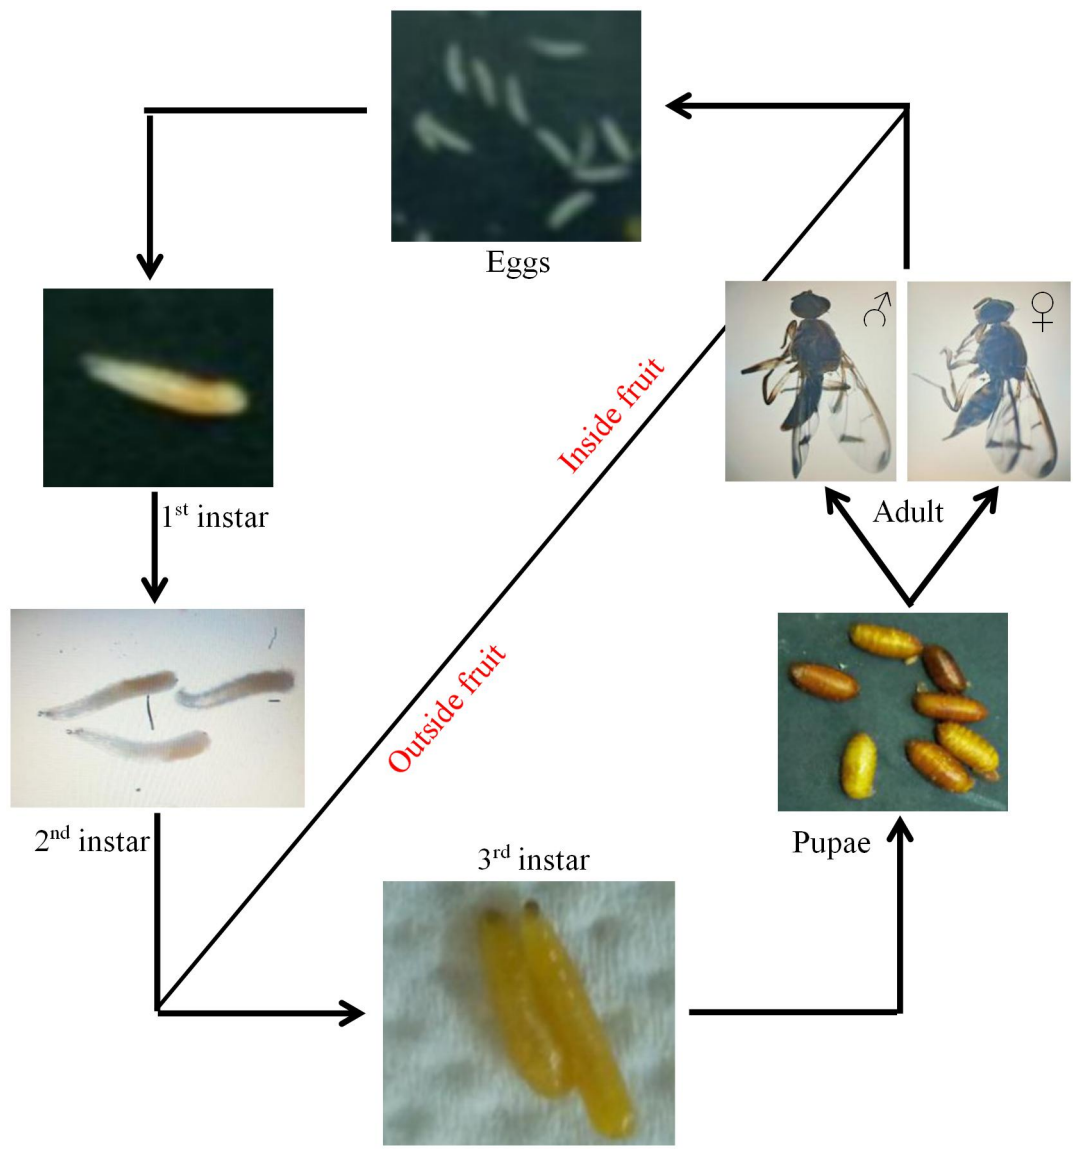 Eggs
♂
♀
1st instar
Inside fruit
Adult
Outside fruit
2nd instar
Pupae
3rd instar